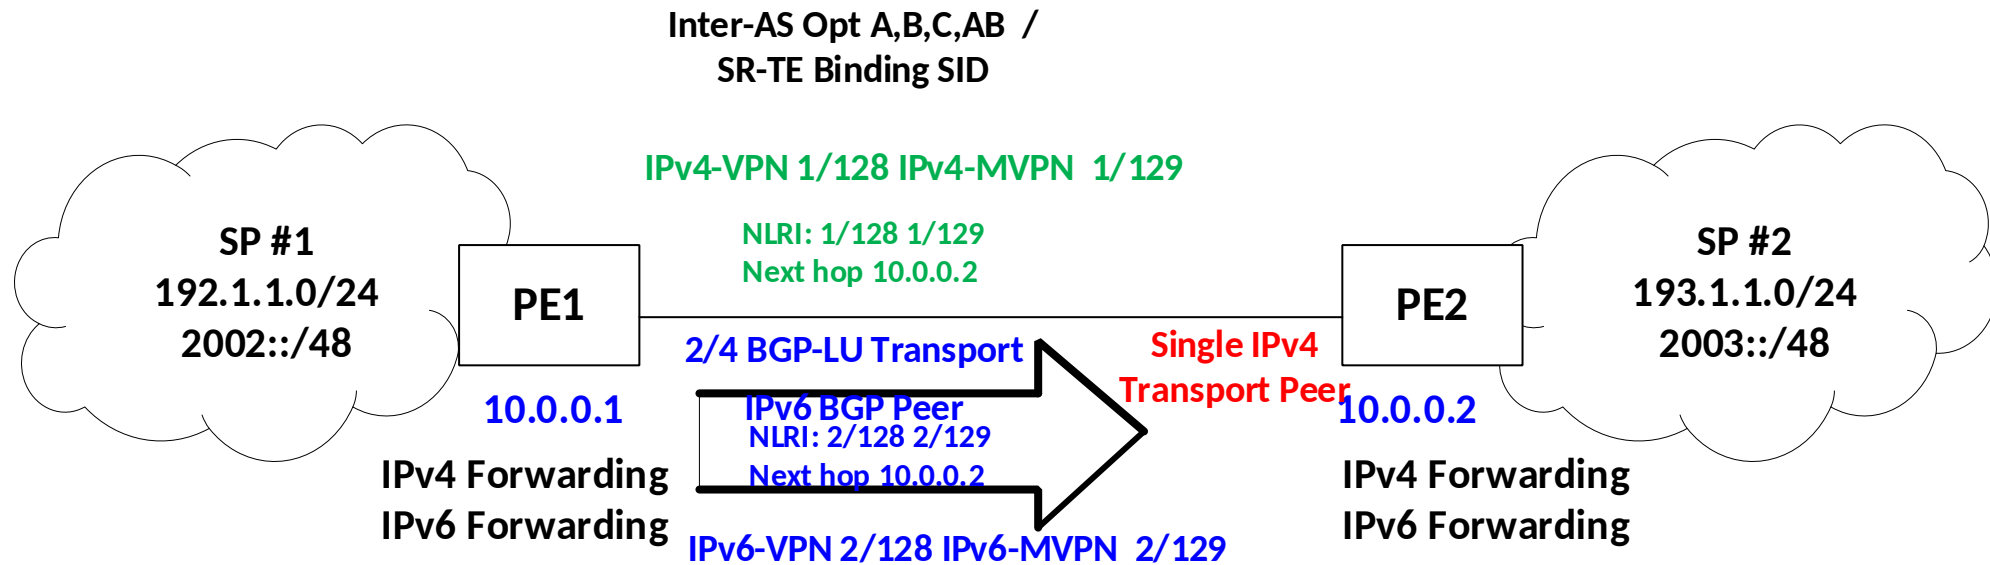 Inter-AS Opt A,B,C,AB /
SR-TE Binding SID
IPv4-VPN 1/128 IPv4-MVPN 1/129
NLRI: 1/128 1/129
Next hop 10.0.0.2
SP #1
192.1.1.0/24
2002::/48
PE1
PE2
SP #2
193.1.1.0/24
2003::/48
2/4 BGP-LU Transport
Single IPv4
Transport Peer
10.0.0.1
IPv6 BGP Peer
NLRI: 2/128 2/129
Next hop 10.0.0.2
10.0.0.2
IPv4 Forwarding
IPv6 Forwarding
IPv4 Forwarding
IPv6 Forwarding
IPv6-VPN 2/128 IPv6-MVPN 2/129